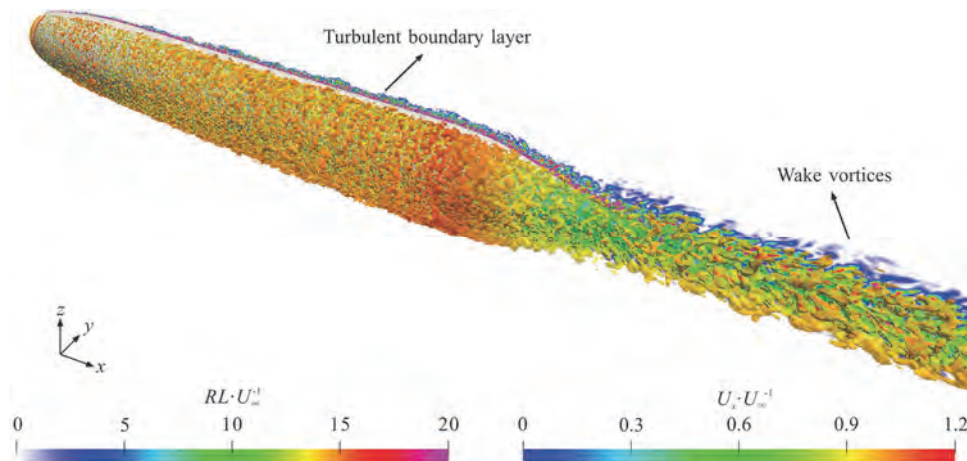 Turbulent boundary layer
Wake vortices
z
y
x
RL·U∞⁻¹
Uₓ·U∞⁻¹
0 5 10 15 20
0 0.3 0.6 0.9 1.2